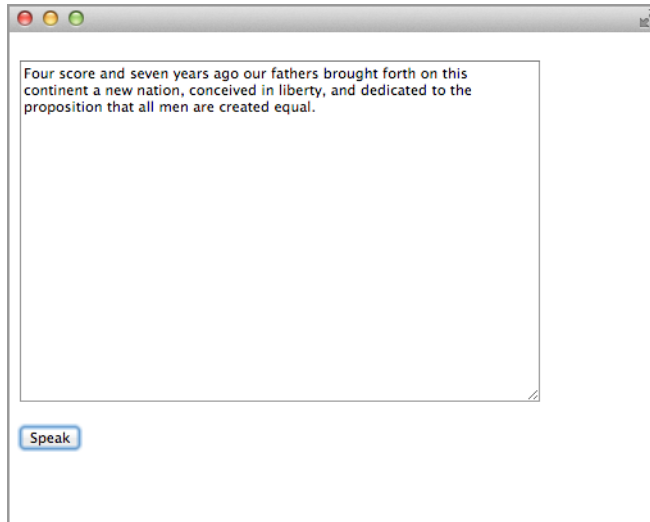 Four score and seven years ago our fathers brought forth on this
continent a new nation, conceived in liberty, and dedicated to the
proposition that all men are created equal.
Speak